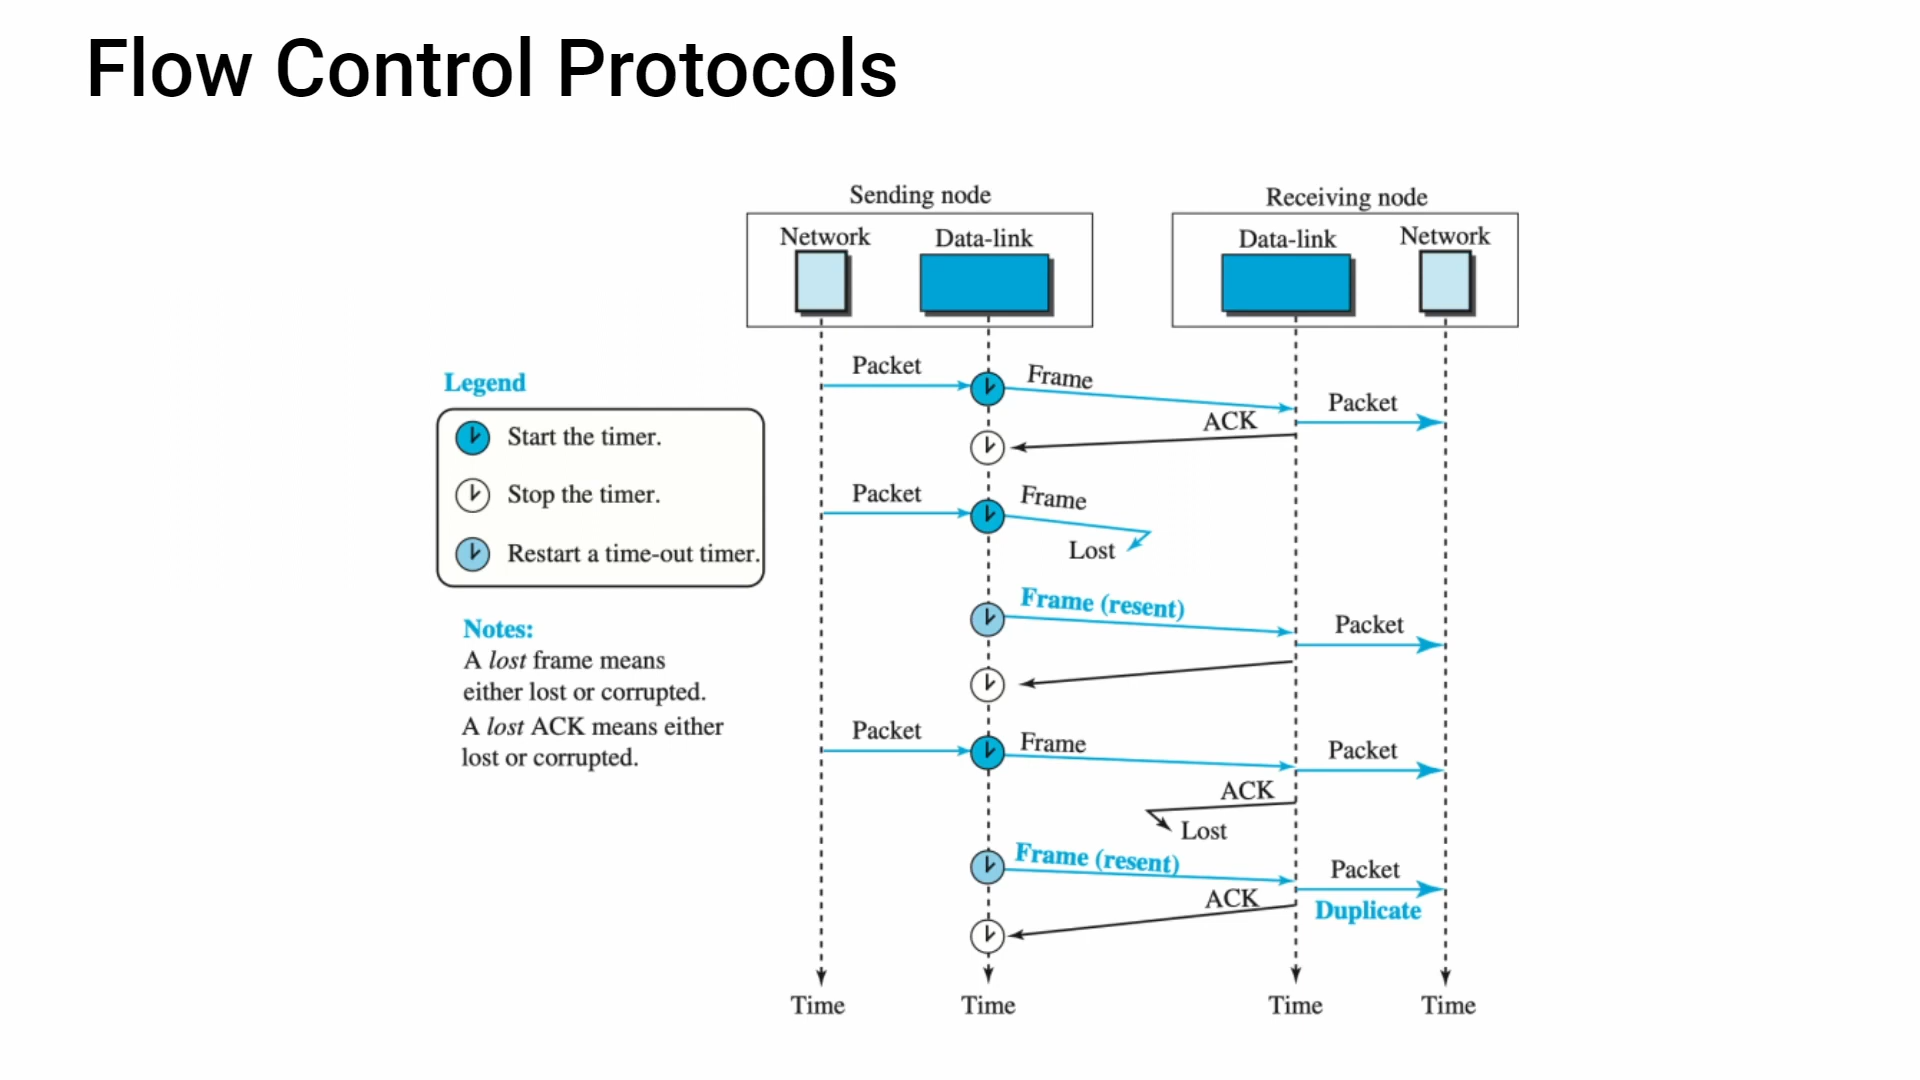 Flow Control Protocols
Sending node
Receiving node
Network
Data-link
Data-link
Network
Legend
Start the timer.
Stop the timer.
Restart a time-out timer.
Notes:
A lost frame means
either lost or corrupted.
A lost ACK means either
lost or corrupted.
Packet
Frame
Packet
ACK
Packet
Frame
Lost
Frame (resent)
Packet
Packet
Frame
Packet
ACK
Lost
Frame (resent)
Packet
ACK
Duplicate
Time
Time
Time
Time